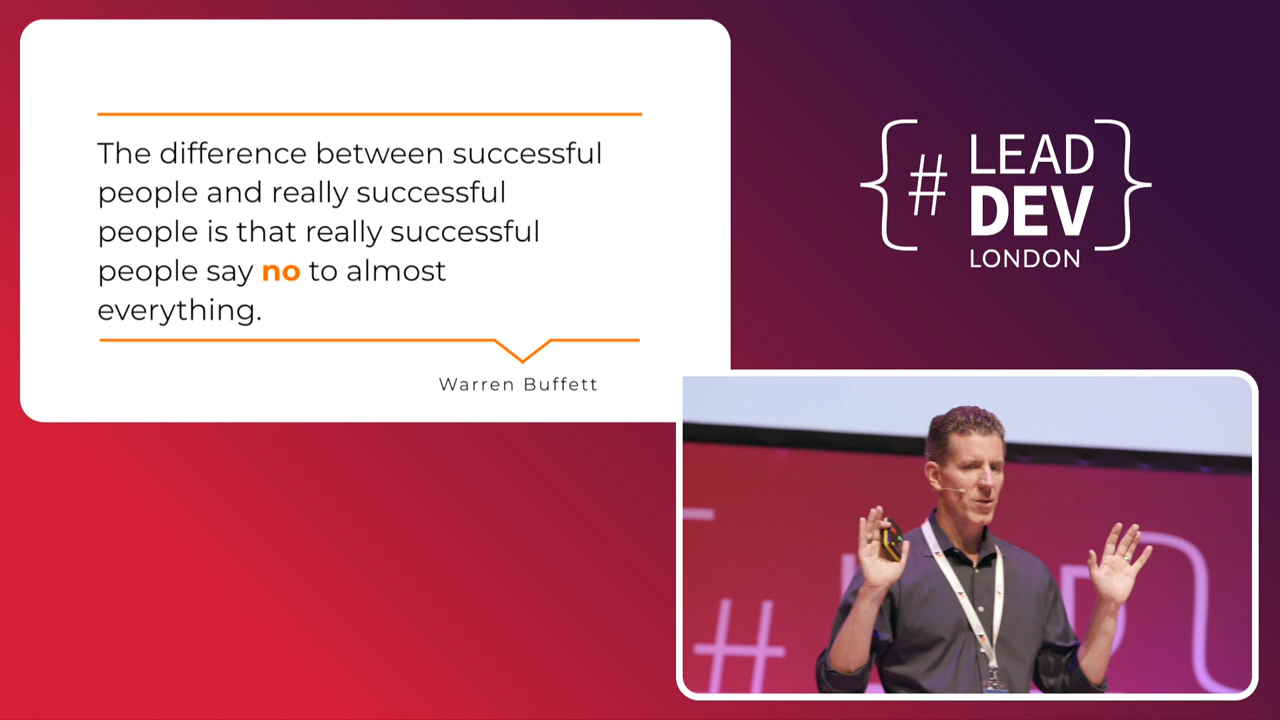 The difference between successful
people and really successful
people is that really successful
people say no to almost
everything.
Warren Buffett
{# LEAD
DEV}
LONDON
#